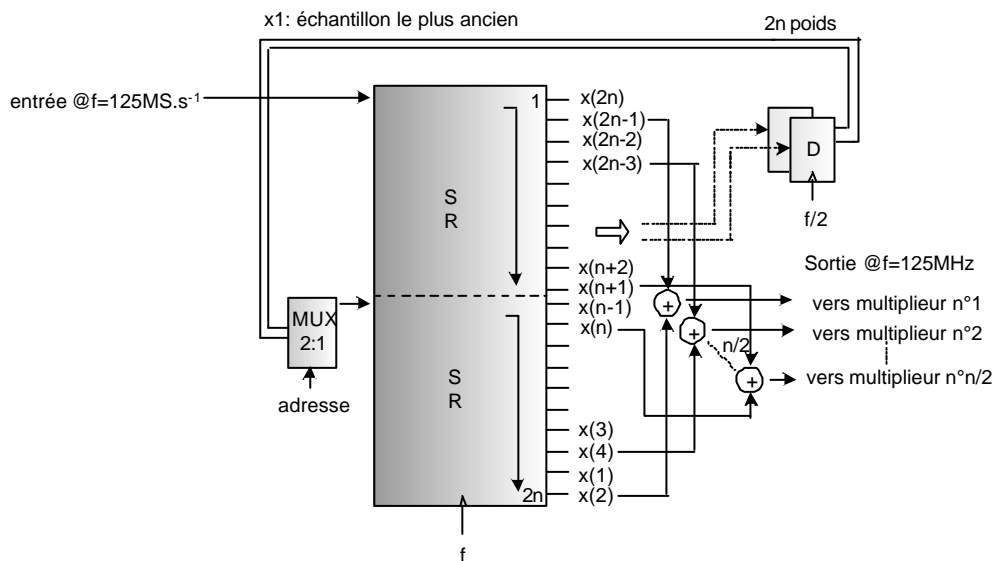 x1: échantillon le plus ancien
2n poids
entrée @f=125MS.s-1
1
x(2n)
x(2n-1)
x(2n-2)
x(2n-3)
D
f/2
S
R
x(n+2)
x(n+1)
x(n-1)
x(n)
Sortie @f=125MHz
+
vers multiplieur n°1
+
vers multiplieur n°2
n/2
+
vers multiplieur n°n/2
MUX
2:1
adresse
S
R
x(3)
x(4)
x(1)
2n
x(2)
f